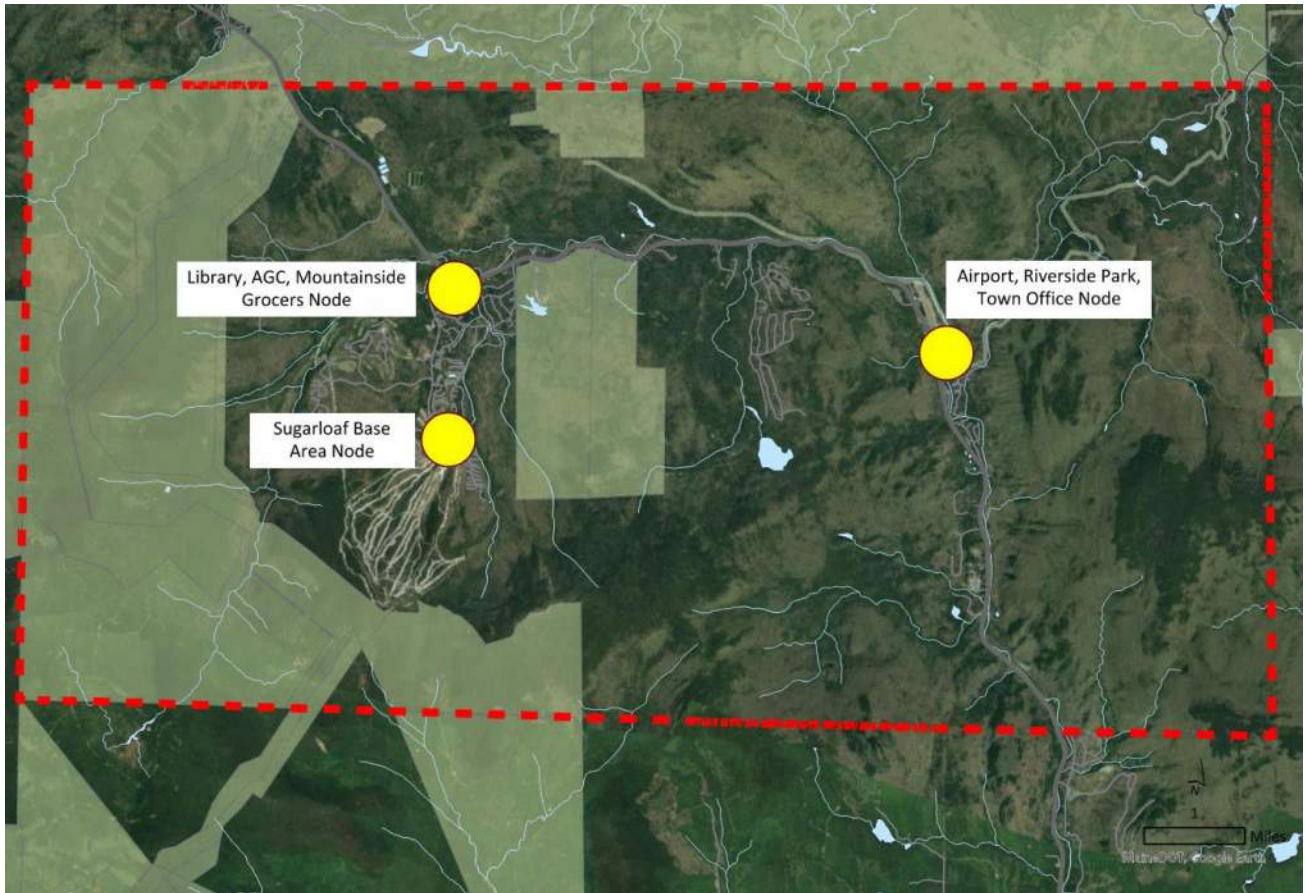 Library, AGC, Mountainside
Grocers Node
Airport, Riverside Park,
Town Office Node
Sugarloaf Base
Area Node
N
1
Miles
MaineDOT, Google Earth